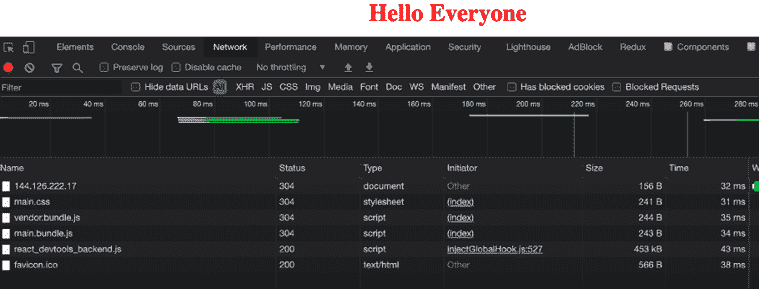 Hello Everyone
Elements Console Sources Network Performance Memory Application Security Lighthouse AdBlock Redux Components
Preserve log Disable cache No throttling
Filter Hide data URLs All XHR JS CSS Img Media Font Doc WS Manifest Other Has blocked cookies Blocked Requests
20 ms 40 ms 60 ms 80 ms 100 ms 120 ms 140 ms 160 ms 180 ms 200 ms 220 ms 240 ms 260 ms 280 ms
Name Status Type Initiator Size Time W
144.126.222.17 304 document Other 156 B 32 ms
main.css 304 stylesheet (index) 241 B 31 ms
vendor.bundle.js 304 script (index) 244 B 35 ms
main.bundle.js 304 script (index) 243 B 34 ms
react_devtools_backend.js 200 script injectGlobalHook.js:527 453 kB 43 ms
favicon.ico 200 text/html Other 566 B 38 ms